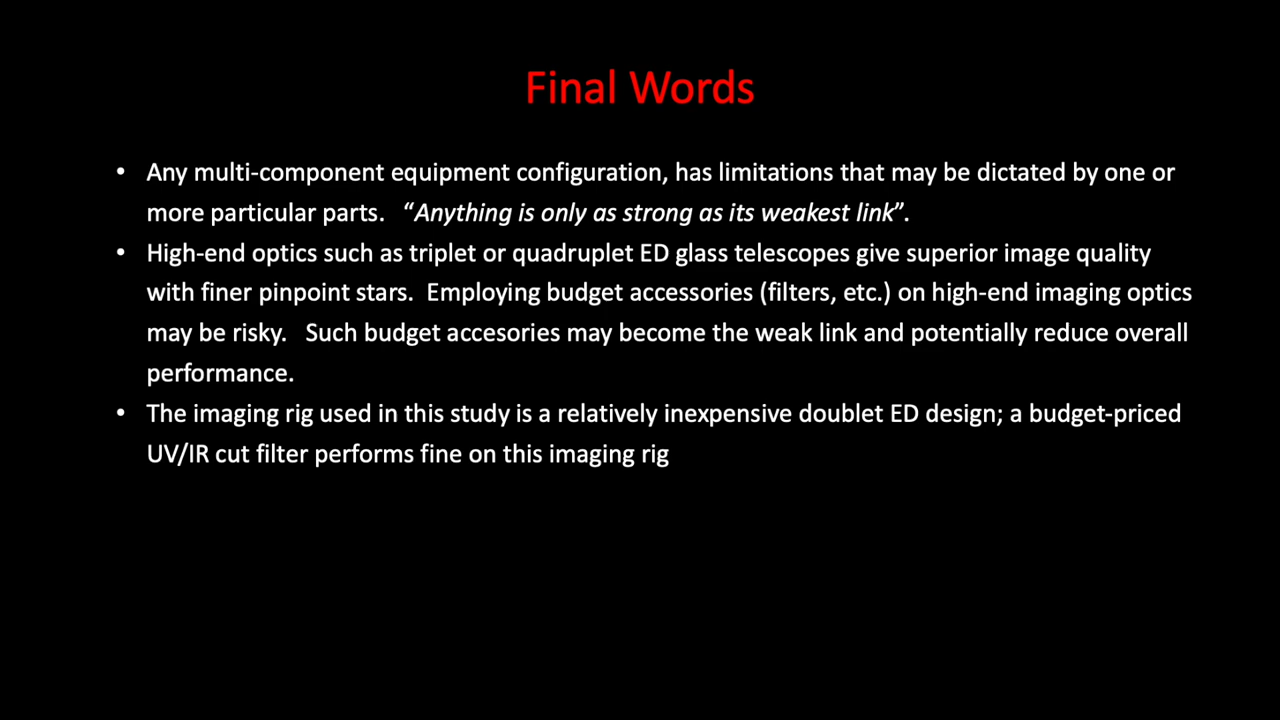 Final Words
• Any multi-component equipment configuration, has limitations that may be dictated by one or
more particular parts.   “Anything is only as strong as its weakest link”.
• High-end optics such as triplet or quadruplet ED glass telescopes give superior image quality
with finer pinpoint stars.  Employing budget accessories (filters, etc.) on high-end imaging optics
may be risky.   Such budget accesories may become the weak link and potentially reduce overall
performance.
• The imaging rig used in this study is a relatively inexpensive doublet ED design; a budget-priced
UV/IR cut filter performs fine on this imaging rig